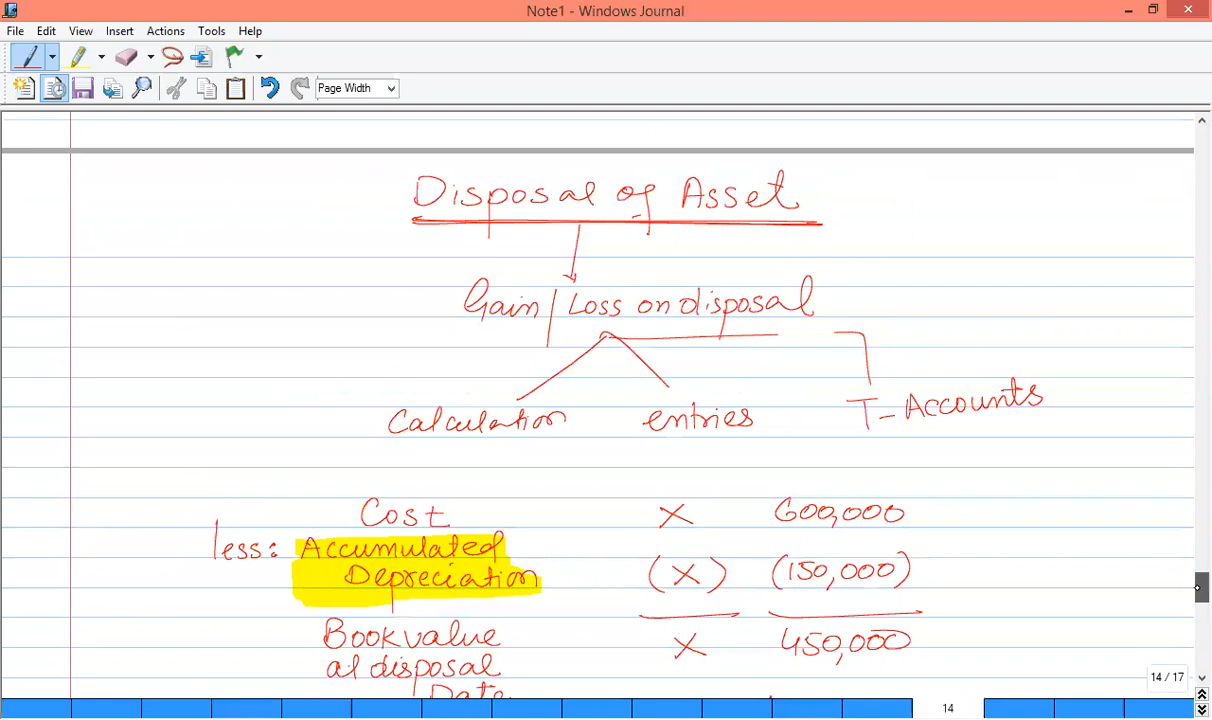 Note1 - Windows Journal
File Edit View Insert Actions Tools Help
Page Width
Disposal of Asset
Gain / Loss on disposal
Calculation entries T-Accounts
Cost X 600,000
less: Accumulated
Depreciation (X) (150,000)
Book value X 450,000
at disposal
Date
14 / 17
14